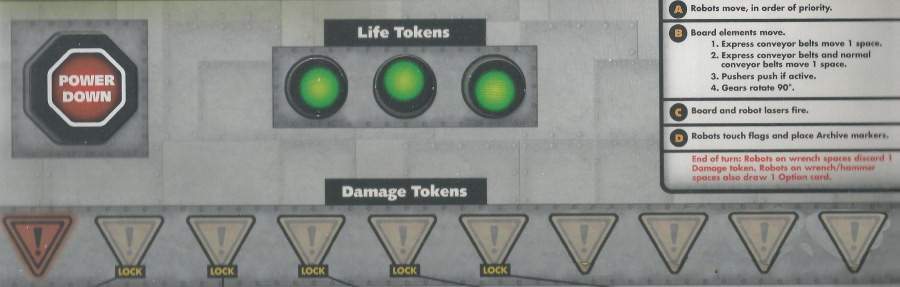 POWER
DOWN
Life Tokens
Damage Tokens
LOCK
LOCK
LOCK
LOCK
LOCK
A Robots move, in order of priority.
B Board elements move.
1. Express conveyor belts move 1 space.
2. Express conveyor belts and normal
conveyor belts move 1 space.
3. Pushers push if active.
4. Gears rotate 90°.
C Board and robot lasers fire.
D Robots touch flags and place Archive markers.
End of turn: Robots on wrench spaces discard 1
Damage token. Robots on wrench/hammer
spaces also draw 1 Option card.